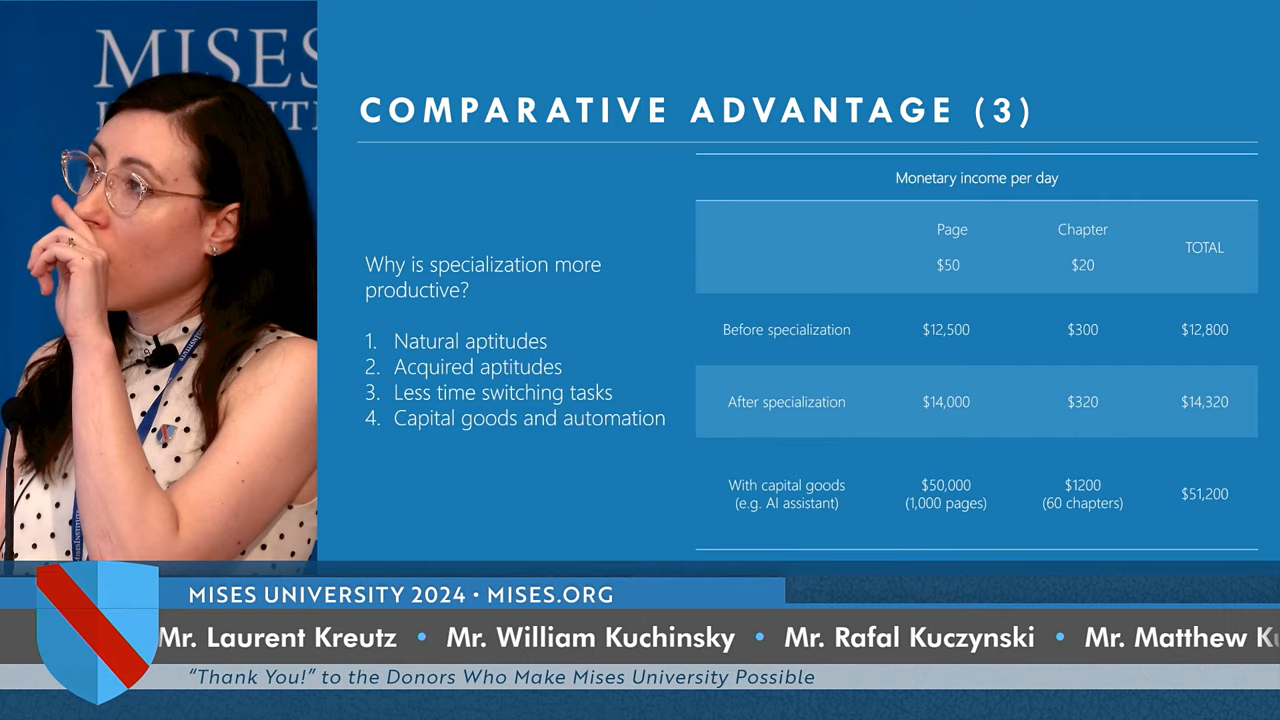 MISES
COMPARATIVE ADVANTAGE (3)
Why is specialization more
productive?
1. Natural aptitudes
2. Acquired aptitudes
3. Less time switching tasks
4. Capital goods and automation
Monetary income per day
Page Chapter TOTAL
$50 $20
Before specialization $12,500 $300 $12,800
After specialization $14,000 $320 $14,320
With capital goods $50,000 $1200 $51,200
(e.g. AI assistant) (1,000 pages) (60 chapters)
MISES UNIVERSITY 2024 • MISES.ORG
Mr. Laurent Kreutz • Mr. William Kuchinsky • Mr. Rafal Kuczynski • Mr. Matthew
"Thank You!" to the Donors Who Make Mises University Possible